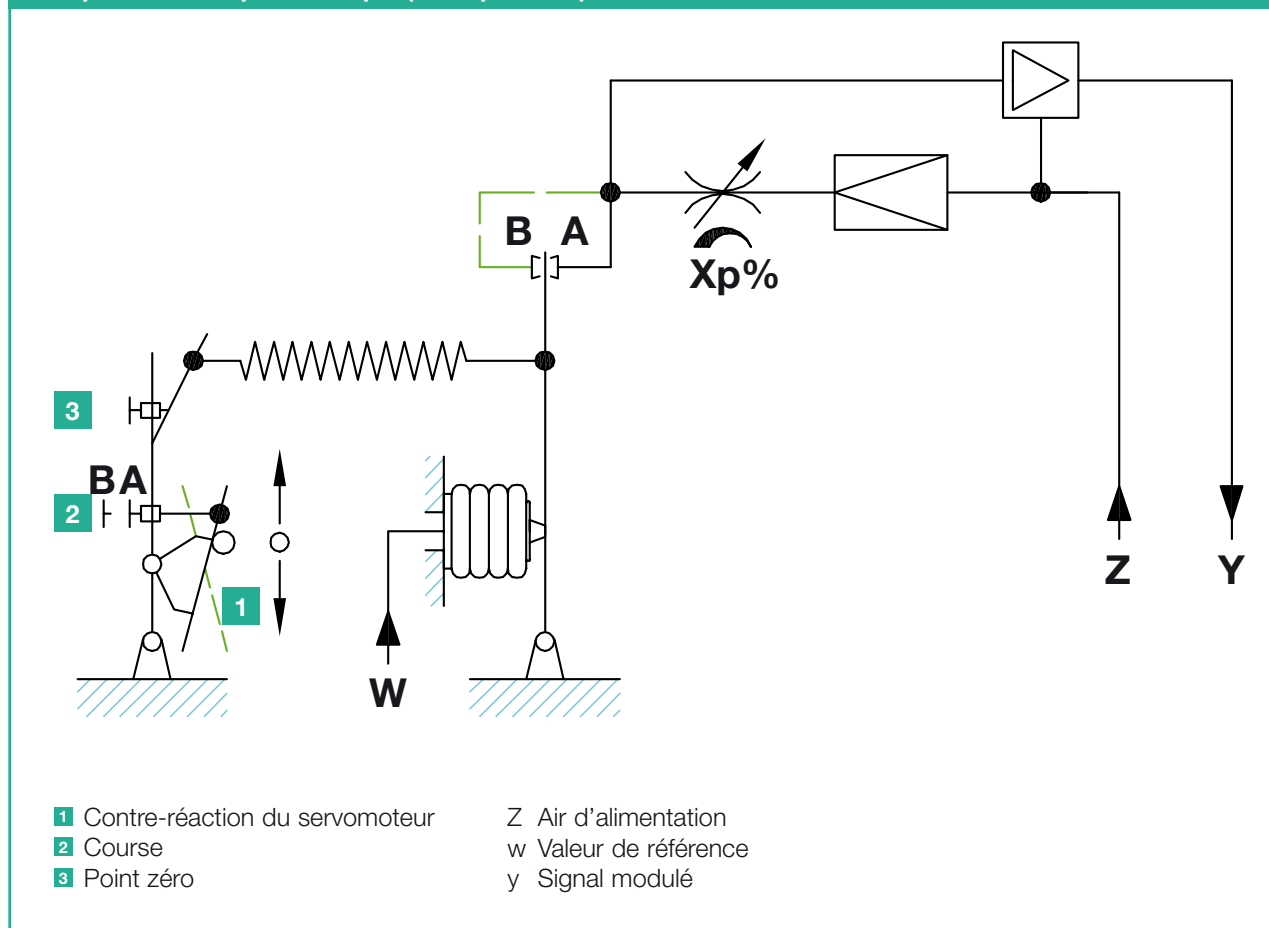 B A
Xp%
3
B A
2
1
Z
Y
W
1 Contre-réaction du servomoteur
2 Course
3 Point zéro
Z Air d'alimentation
w Valeur de référence
y Signal modulé